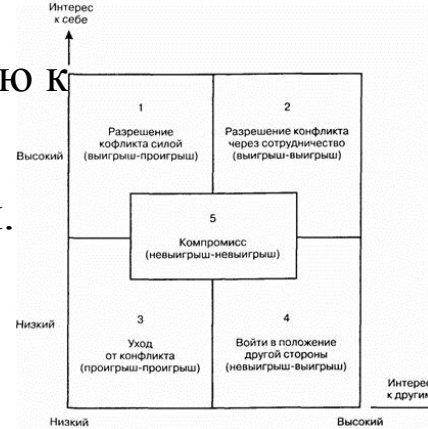 Интерес
к себе
ю к
1
Разрешение
кофликта силой
(выигрыш-проигрыш)
2
Разрешение конфликта
через сотрудничество
(выигрыш-выигрыш)
Высокий
5
Компромисс
(невыигрыш-невыигрыш)
Низкий
3
Уход
от конфликта
(проигрыш-проигрыш)
4
Войти в положение
другой стороны
(невыигрыш-выигрыш)
Интерес
к другим
Низкий
Высокий